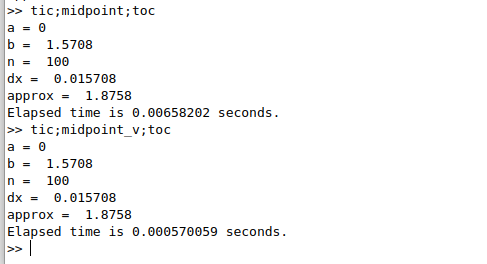 >> tic;midpoint;toc
a = 0
b =  1.5708
n =  100
dx =  0.015708
approx =  1.8758
Elapsed time is 0.00658202 seconds.
>> tic;midpoint_v;toc
a = 0
b =  1.5708
n =  100
dx =  0.015708
approx =  1.8758
Elapsed time is 0.000570059 seconds.
>>